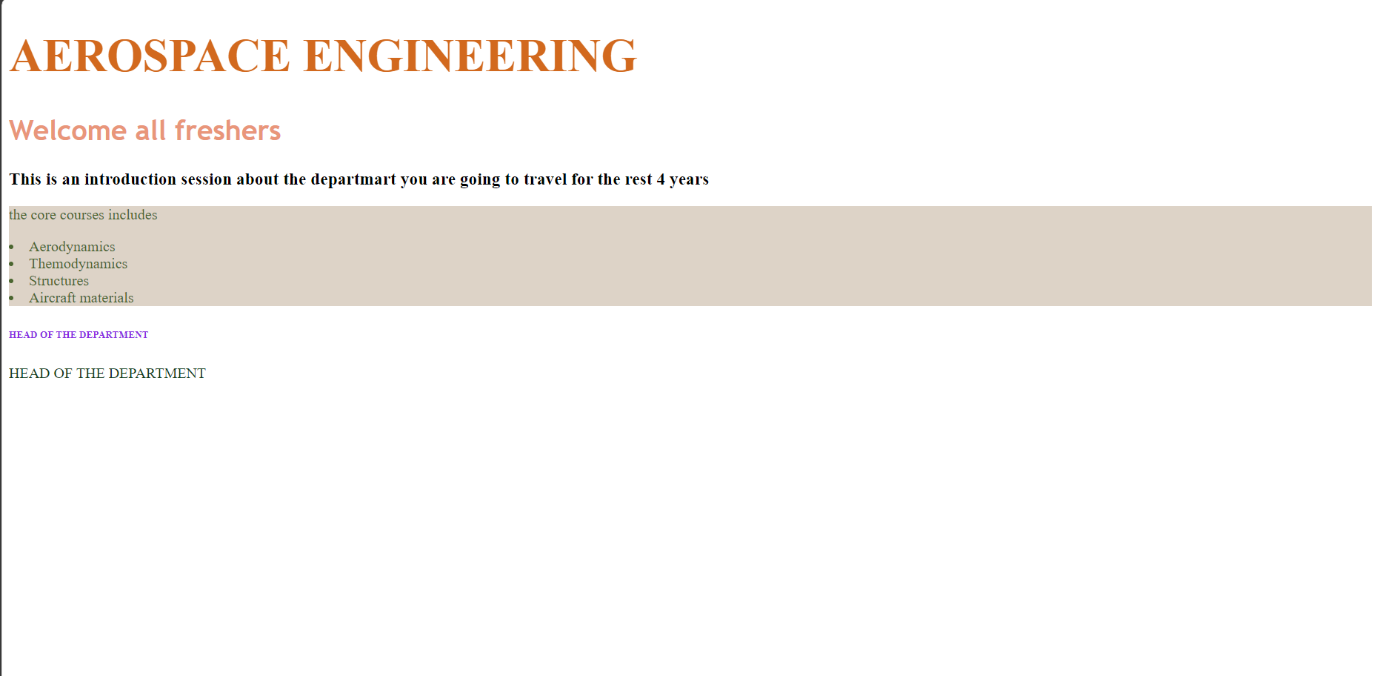 AEROSPACE ENGINEERING
Welcome all freshers
This is an introduction session about the departmart you are going to travel for the rest 4 years
the core courses includes
Aerodynamics
Themodynamics
Structures
Aircraft materials
HEAD OF THE DEPARTMENT
HEAD OF THE DEPARTMENT